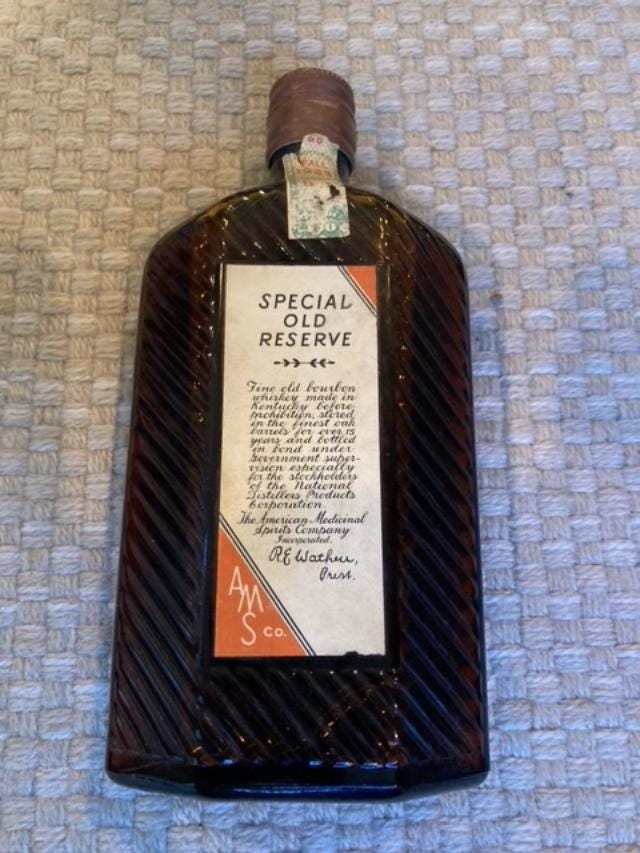 FALL
SPECIAL
OLD
RESERVE
Fine old bourbon
whiskey made in
Kentucky before
prohibition, stored
in the finest oak
barrels for over 15
years and bottled
in bond under
Government super-
vision especially
for the stockholders
of the National
Distillers Products
Corporation.
The American Medicinal
Spirits Company
Incorporated.
R E Wathen,
Prest.
AMS CO.